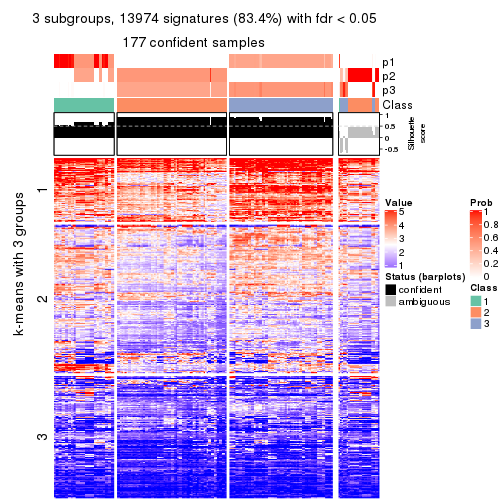 3 subgroups, 13974 signatures (83.4%) with fdr < 0.05
177 confident samples
p1
p2
p3
Class
1
0.5
0
-0.5
Silhouette
score
k-means with 3 groups
1
2
3
Value
5
4
3
2
1
Status (barplots)
confident
ambiguous
Prob
1
0.8
0.6
0.4
0.2
0
Class
1
2
3